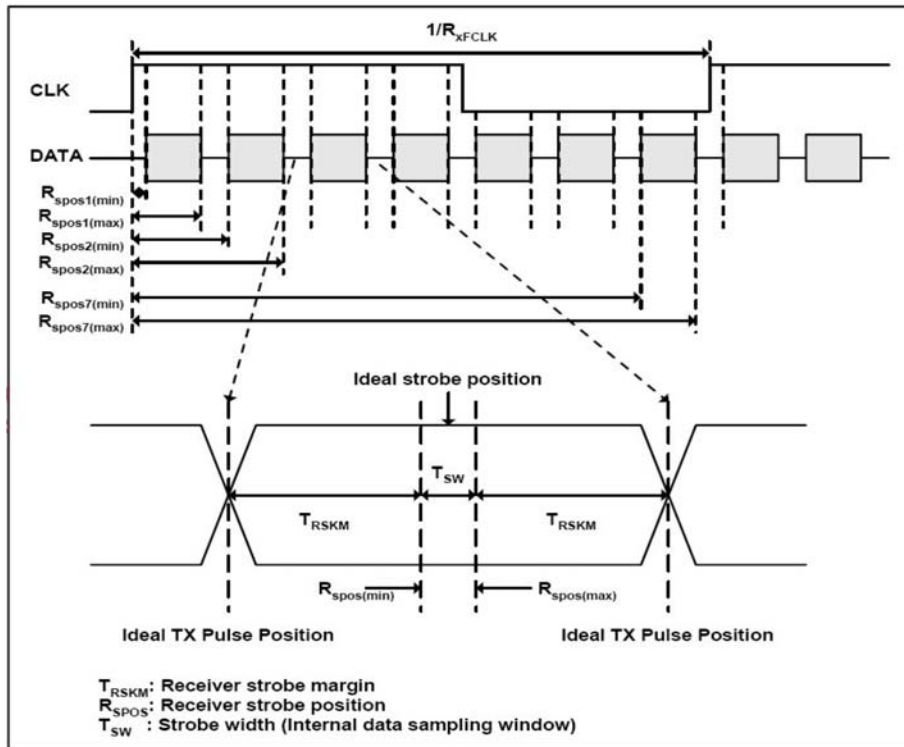 1/RxFCLK
CLK
DATA
Rspos1(min)
Rspos1(max)
Rspos2(min)
Rspos2(max)
Rspos7(min)
Rspos7(max)
Ideal strobe position
TSW
TRSKM TRSKM
Rspos(min) Rspos(max)
Ideal TX Pulse Position Ideal TX Pulse Position
TRSKM: Receiver strobe margin
RSPOS: Receiver strobe position
TSW : Strobe width (Internal data sampling window)